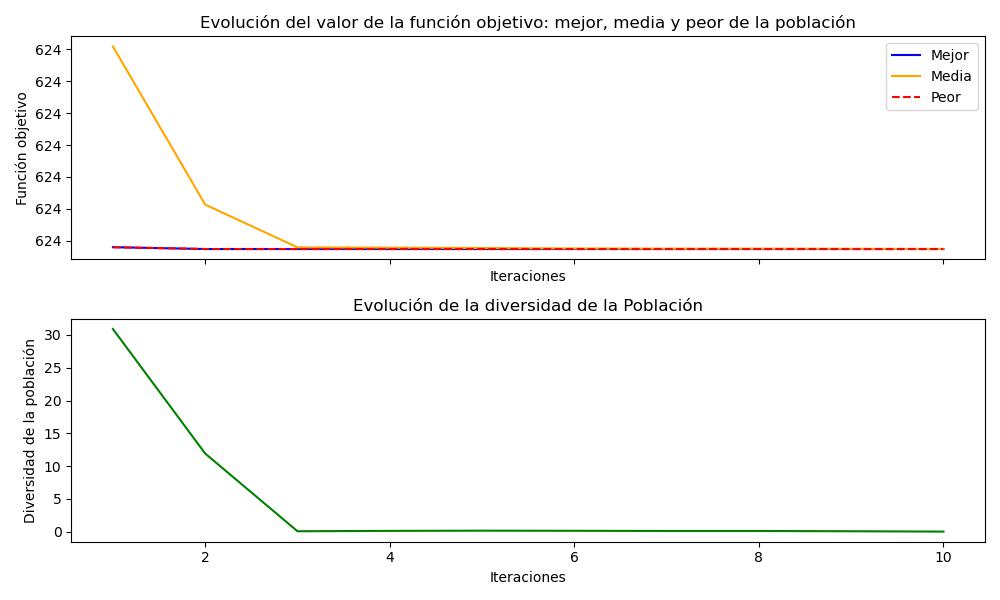 Evolución del valor de la función objetivo: mejor, media y peor de la población
Función objetivo
624
624
624
624
624
624
624
Mejor
Media
Peor
Iteraciones
Evolución de la diversidad de la Población
Diversidad de la población
30
25
20
15
10
5
0
2
4
6
8
10
Iteraciones